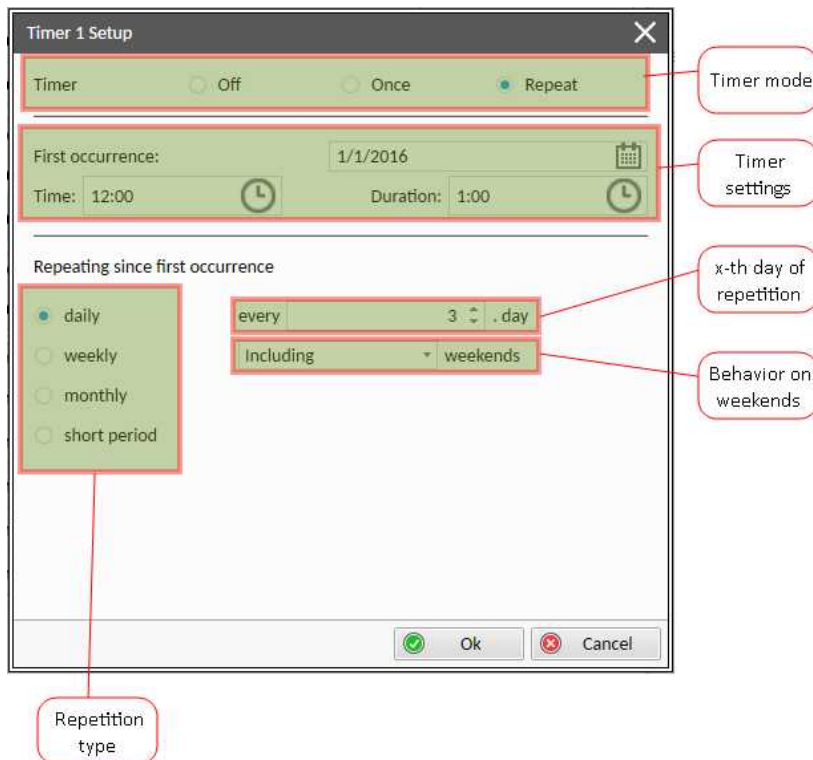 Timer 1 Setup
Timer Off Once Repeat
Timer mode
First occurrence: 1/1/2016
Time: 12:00 Duration: 1:00
Timer
settings
Repeating since first occurrence
x-th day of
repetition
daily every 3 . day
weekly Including weekends
monthly
short period
Behavior on
weekends
Ok Cancel
Repetition
type